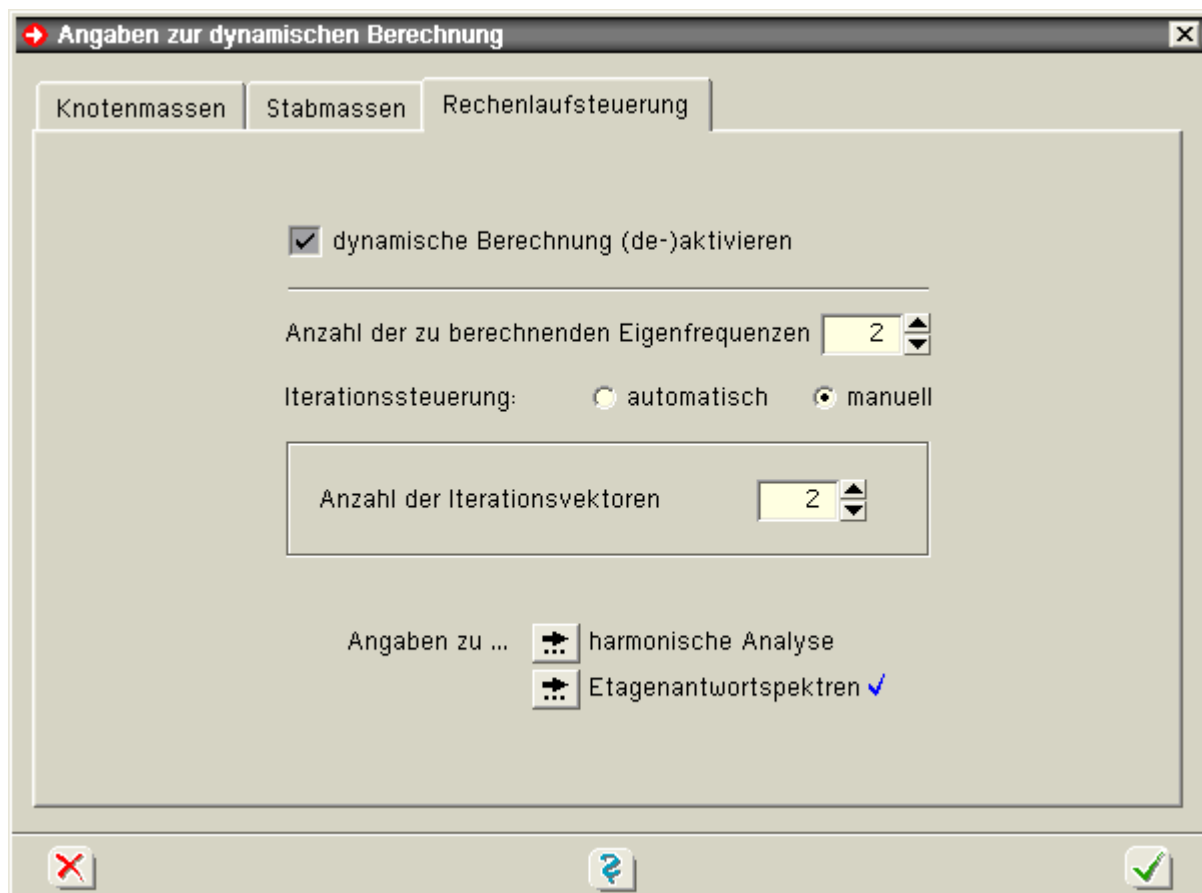 Angaben zur dynamischen Berechnung
Knotenmassen Stabmassen Rechenlaufsteuerung
dynamische Berechnung (de-)aktivieren
Anzahl der zu berechnenden Eigenfrequenzen 2
Iterationssteuerung: automatisch manuell
Anzahl der Iterationsvektoren 2
Angaben zu ... harmonische Analyse
Etagenantwortspektren